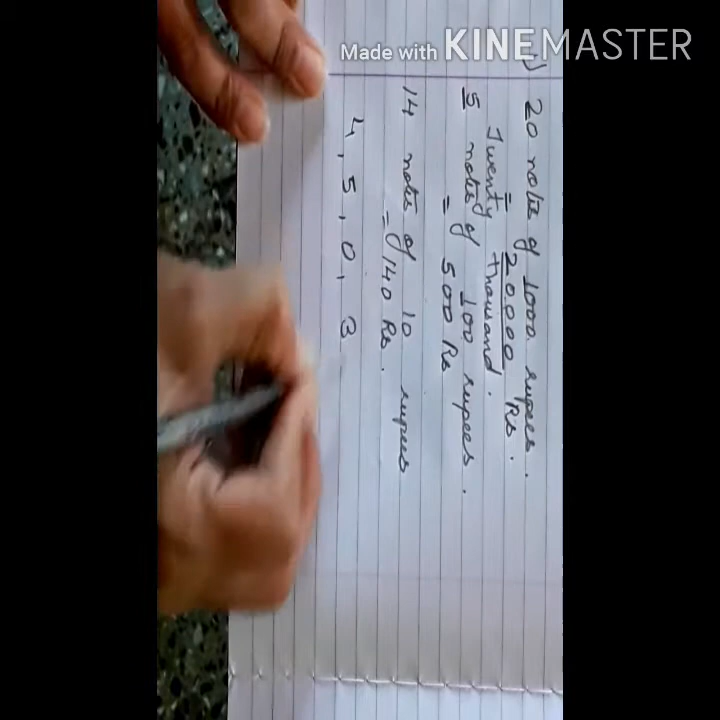 Made with KINEMASTER
20 notes of 1000 rupees.
= 20000 Rs.
Twenty thousand.
5 notes of 100 rupees.
= 500 Rs
14 notes of 10 rupees
= 140 Rs.
4, 5, 0, 3